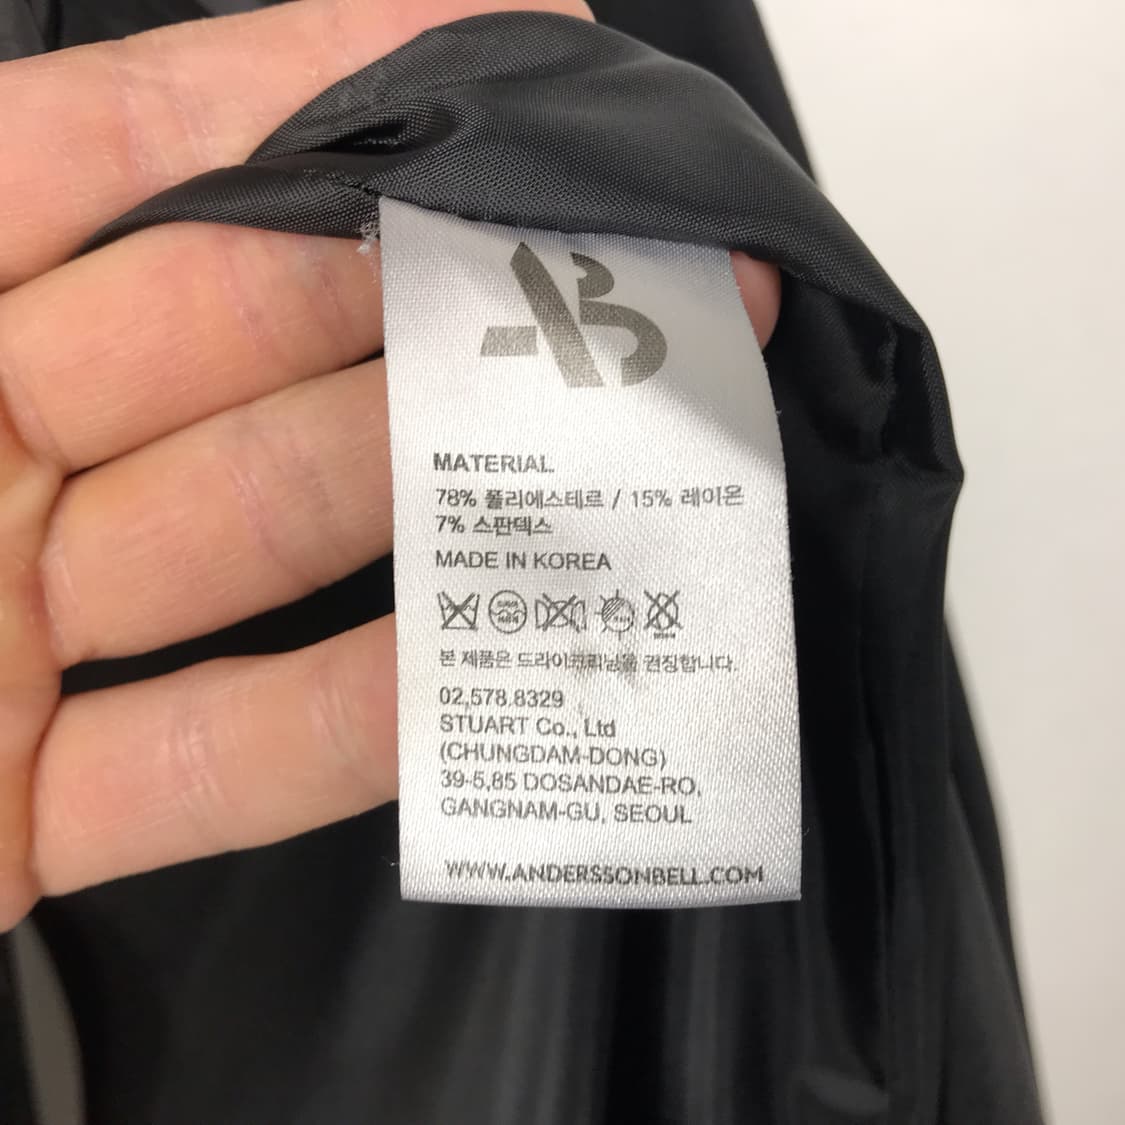 AB
MATERIAL
78% 폴리에스테르 / 15% 레이온
7% 스판덱스
MADE IN KOREA
본 제품은 드라이크리닝을 권장합니다.
02,578.8329
STUART Co., Ltd
(CHUNGDAM-DONG)
39-5,85 DOSANDAE-RO,
GANGNAM-GU, SEOUL
WWW.ANDERSSONBELL.COM